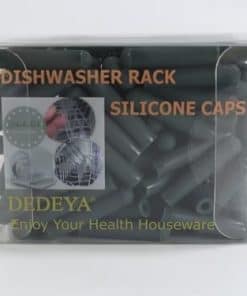 DISHWASHER RACK
SILICONE CAPS
DEDEYA®
Enjoy Your Health Houseware